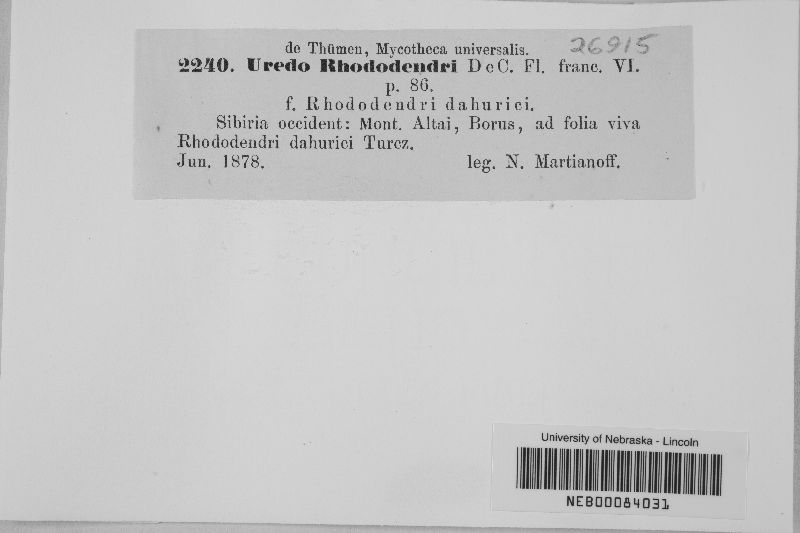 de Thümen, Mycotheca universalis. 26915
2240. Uredo Rhododendri DeC. Fl. franc. VI.
p. 86.
f. Rhododendri dahurici.
Sibiria occident: Mont. Altai, Borus, ad folia viva
Rhododendri dahurici Turcz.
Jun. 1878. leg. N. Martianoff.
University of Nebraska - Lincoln
NEB00084031